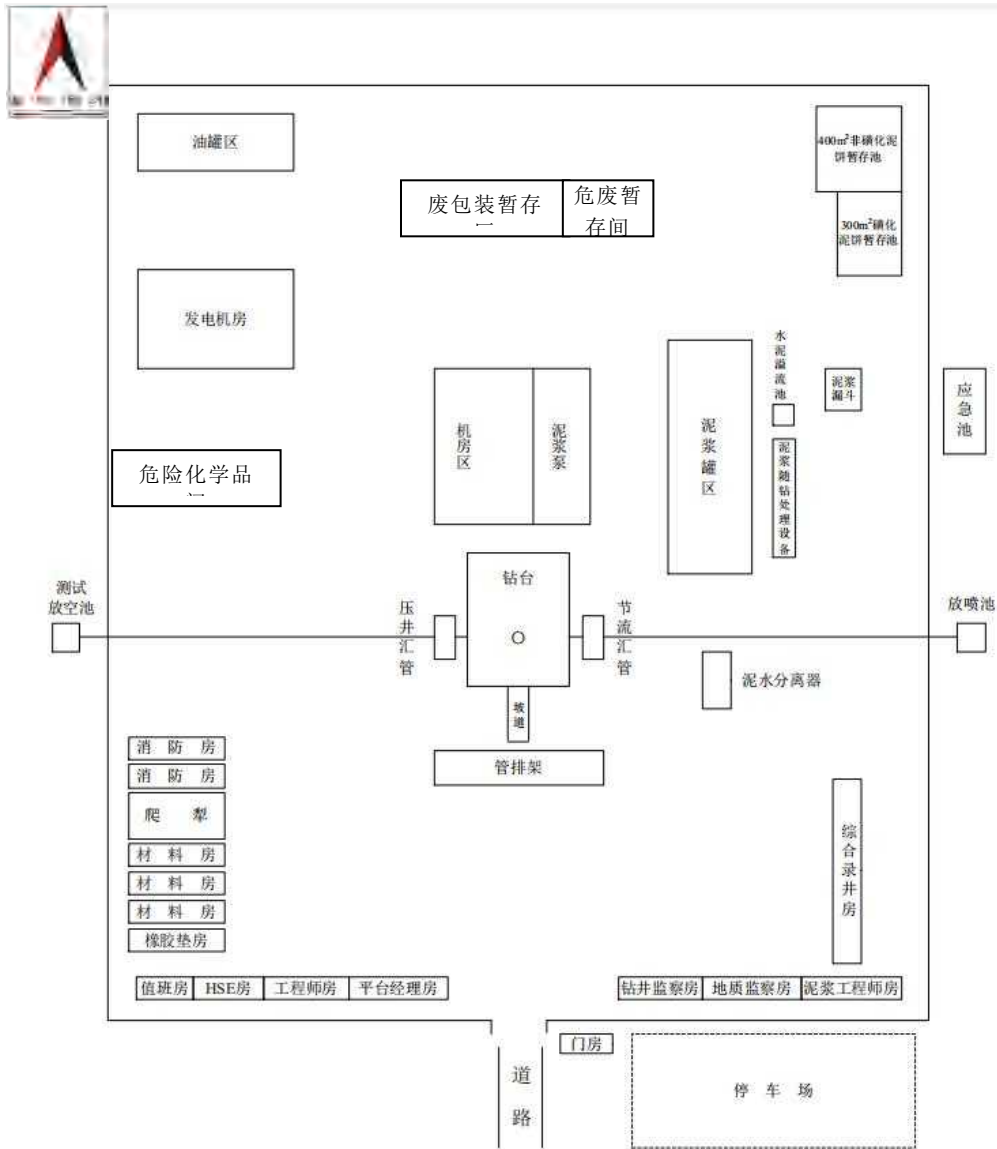 油罐区
400m²非磺化泥
饼暂存池
废包装暂存
危废暂
存间
300m²磺化
泥饼暂存池
发电机房
水泥溢流池
泥浆
漏斗
应急池
机房区
泥浆泵
泥浆罐区
泥浆随钻处理设备
危险化学品
钻台
测试
放空池
压井汇管
节流汇管
放喷池
泥水分离器
坡道
管排架
消 防 房
消 防 房
爬 犁
材 料 房
材 料 房
材 料 房
橡胶垫房
综合录井房
值班房 HSE房 工程师房 平台经理房
钻井监察房 地质监察房 泥浆工程师房
门房
道路
停 车 场